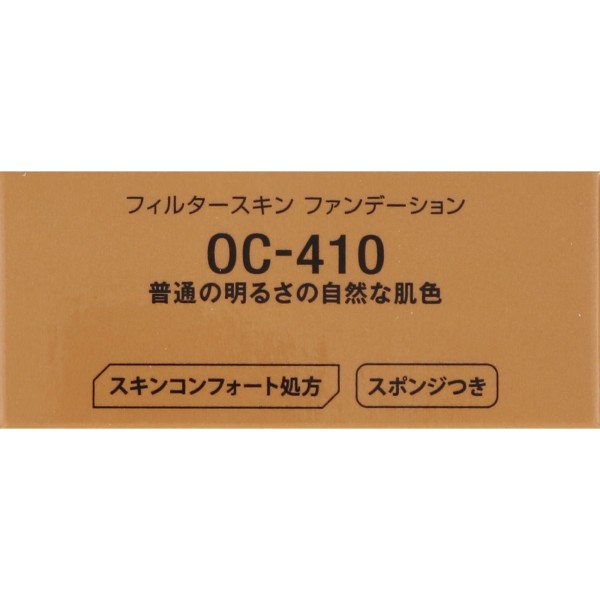 フィルタースキン ファンデーション
OC-410
普通の明るさの自然な肌色
スキンコンフォート処方
スポンジつき